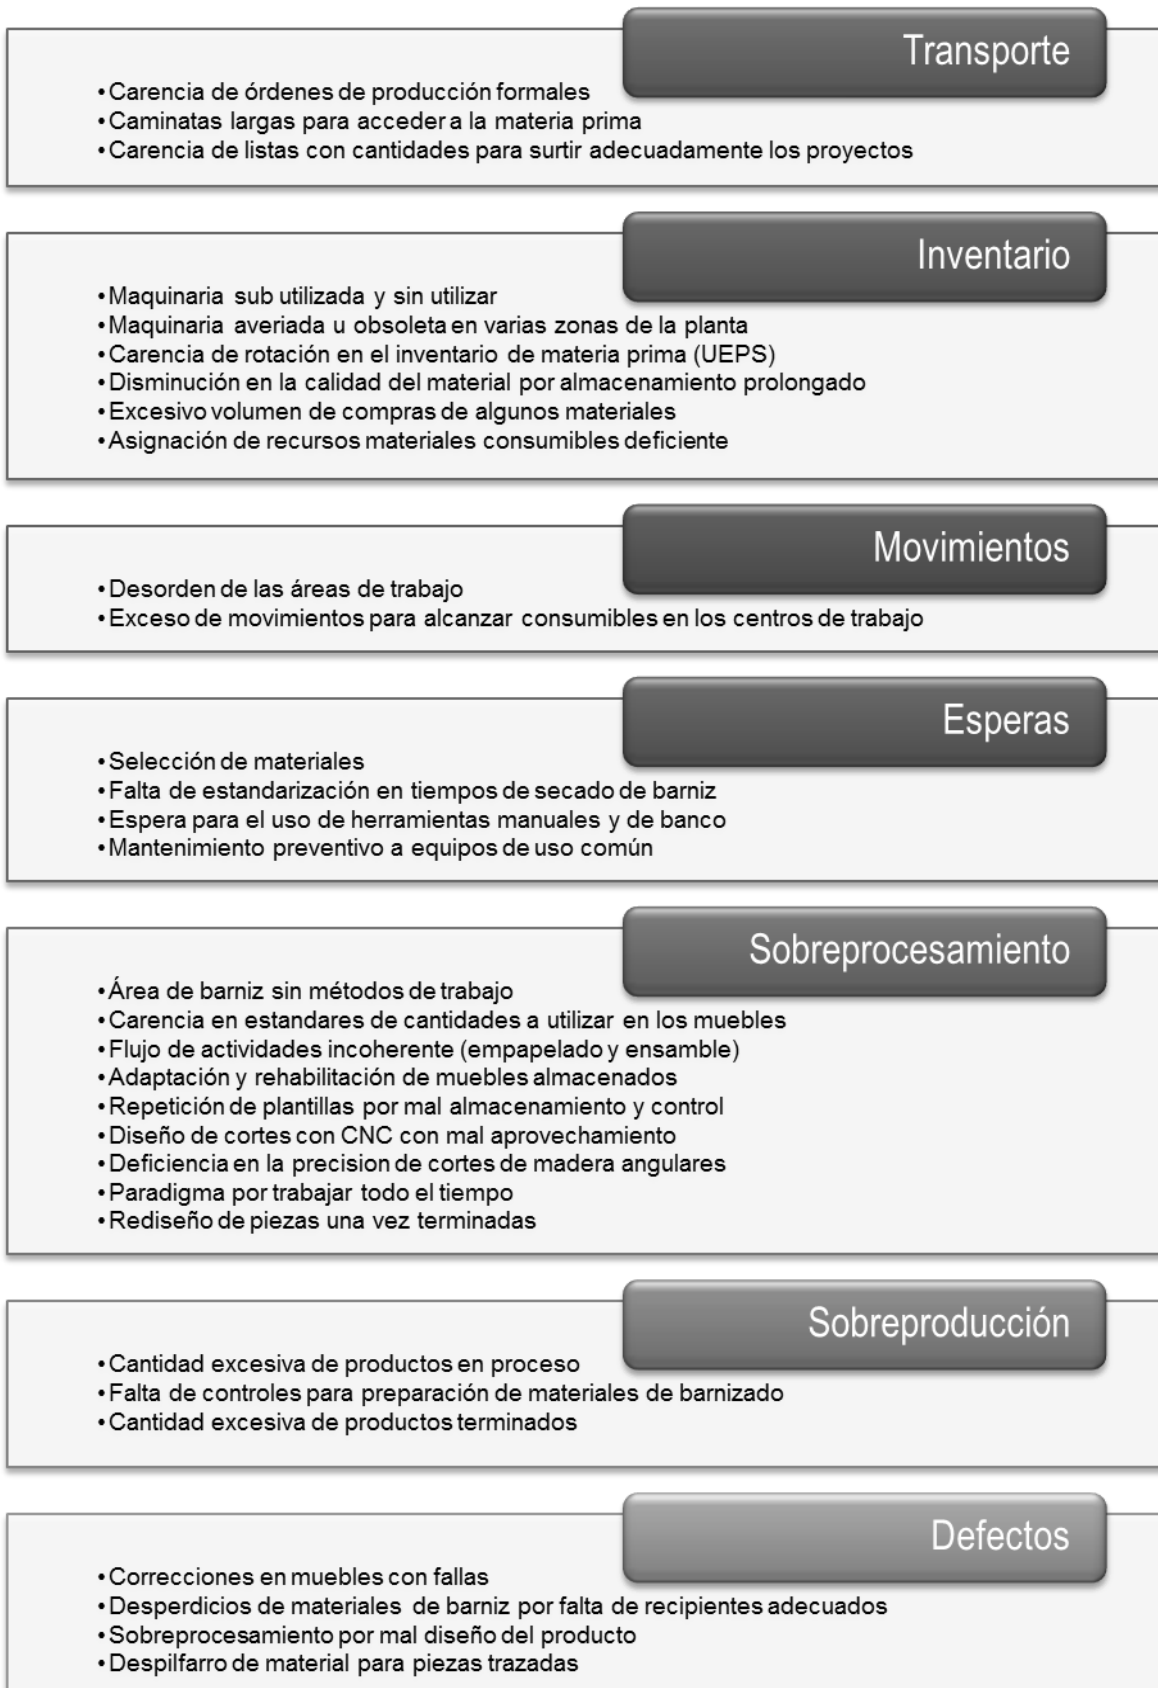 Transporte
•Carencia de órdenes de producción formales
•Caminatas largas para acceder a la materia prima
•Carencia de listas con cantidades para surtir adecuadamente los proyectos
Inventario
•Maquinaria sub utilizada y sin utilizar
•Maquinaria averiada u obsoleta en varias zonas de la planta
•Carencia de rotación en el inventario de materia prima (UEPS)
•Disminución en la calidad del material por almacenamiento prolongado
•Excesivo volumen de compras de algunos materiales
•Asignación de recursos materiales consumibles deficiente
Movimientos
•Desorden de las áreas de trabajo
•Exceso de movimientos para alcanzar consumibles en los centros de trabajo
Esperas
•Selección de materiales
•Falta de estandarización en tiempos de secado de barniz
•Espera para el uso de herramientas manuales y de banco
•Mantenimiento preventivo a equipos de uso común
Sobreprocesamiento
•Área de barniz sin métodos de trabajo
•Carencia en estandares de cantidades a utilizar en los muebles
•Flujo de actividades incoherente (empapelado y ensamble)
•Adaptación y rehabilitación de muebles almacenados
•Repetición de plantillas por mal almacenamiento y control
•Diseño de cortes con CNC con mal aprovechamiento
•Deficiencia en la precision de cortes de madera angulares
•Paradigma por trabajar todo el tiempo
•Rediseño de piezas una vez terminadas
Sobreproducción
•Cantidad excesiva de productos en proceso
•Falta de controles para preparación de materiales de barnizado
•Cantidad excesiva de productos terminados
Defectos
•Correcciones en muebles con fallas
•Desperdicios de materiales de barniz por falta de recipientes adecuados
•Sobreprocesamiento por mal diseño del producto
•Despilfarro de material para piezas trazadas